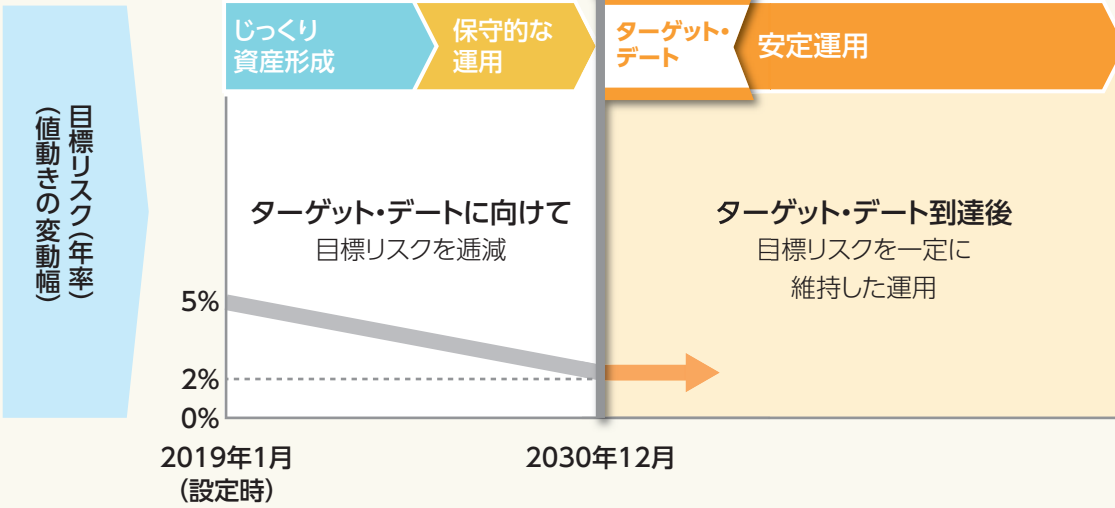 じっくり
資産形成
保守的な
運用
ターゲット・
デート
安定運用
目標リスク(年率)
(値動きの変動幅)
ターゲット・デートに向けて
目標リスクを逓減
ターゲット・デート到達後
目標リスクを一定に
維持した運用
5%
2%
0%
2019年1月
(設定時)
2030年12月